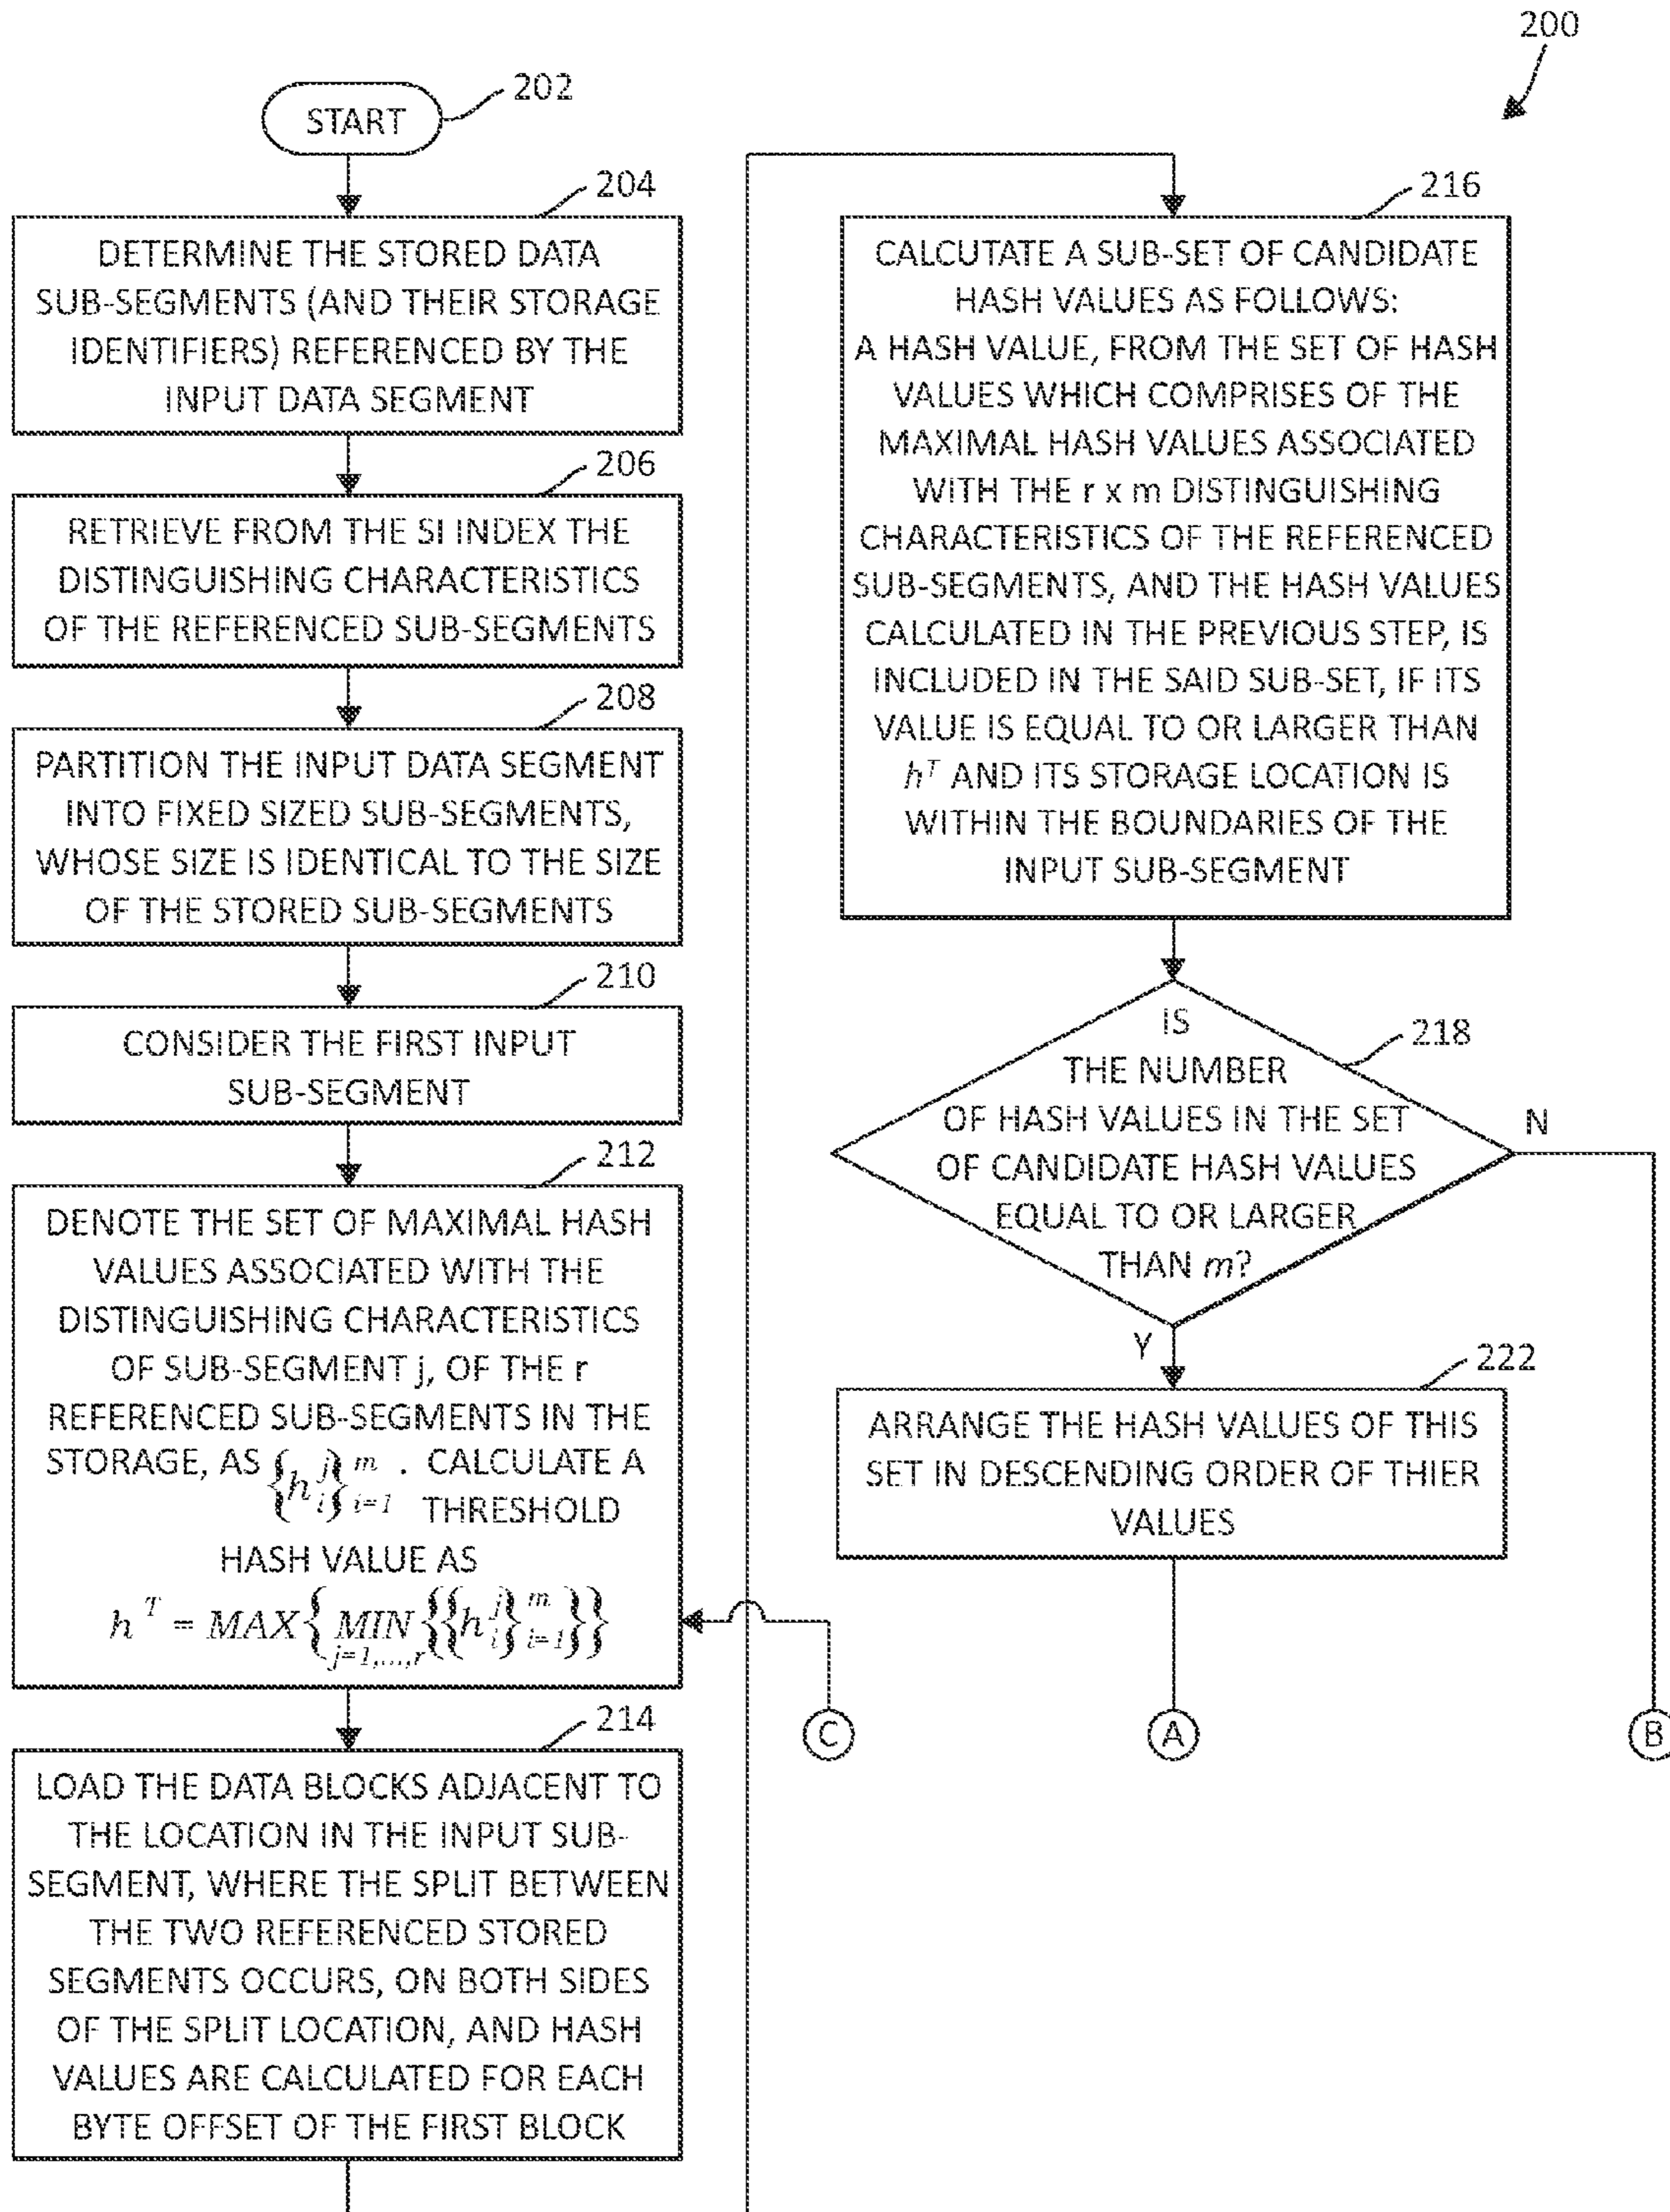 200
202
START
204
DETERMINE THE STORED DATA
SUB-SEGMENTS (AND THEIR STORAGE
IDENTIFIERS) REFERENCED BY THE
INPUT DATA SEGMENT
206
RETRIEVE FROM THE SI INDEX THE
DISTINGUISHING CHARACTERISTICS
OF THE REFERENCED SUB-SEGMENTS
208
PARTITION THE INPUT DATA SEGMENT
INTO FIXED SIZED SUB-SEGMENTS,
WHOSE SIZE IS IDENTICAL TO THE SIZE
OF THE STORED SUB-SEGMENTS
210
CONSIDER THE FIRST INPUT
SUB-SEGMENT
212
DENOTE THE SET OF MAXIMAL HASH
VALUES ASSOCIATED WITH THE
DISTINGUISHING CHARACTERISTICS
OF SUB-SEGMENT j, OF THE r
REFERENCED SUB-SEGMENTS IN THE
STORAGE, AS {h_i^j}_{i=1}^m . CALCULATE A
THRESHOLD
HASH VALUE AS
h^T = MAX{MIN_{j=1,...,r}{{h_i^j}_{i=1}^m}}
214
LOAD THE DATA BLOCKS ADJACENT TO
THE LOCATION IN THE INPUT SUB-
SEGMENT, WHERE THE SPLIT BETWEEN
THE TWO REFERENCED STORED
SEGMENTS OCCURS, ON BOTH SIDES
OF THE SPLIT LOCATION, AND HASH
VALUES ARE CALCULATED FOR EACH
BYTE OFFSET OF THE FIRST BLOCK
216
CALCUTATE A SUB-SET OF CANDIDATE
HASH VALUES AS FOLLOWS:
A HASH VALUE, FROM THE SET OF HASH
VALUES WHICH COMPRISES OF THE
MAXIMAL HASH VALUES ASSOCIATED
WITH THE r x m DISTINGUISHING
CHARACTERISTICS OF THE REFERENCED
SUB-SEGMENTS, AND THE HASH VALUES
CALCULATED IN THE PREVIOUS STEP, IS
INCLUDED IN THE SAID SUB-SET, IF ITS
VALUE IS EQUAL TO OR LARGER THAN
h^T AND ITS STORAGE LOCATION IS
WITHIN THE BOUNDARIES OF THE
INPUT SUB-SEGMENT
218
IS
THE NUMBER
OF HASH VALUES IN THE SET
OF CANDIDATE HASH VALUES
EQUAL TO OR LARGER
THAN m?
N
Y
222
ARRANGE THE HASH VALUES OF THIS
SET IN DESCENDING ORDER OF THIER
VALUES
C
A
B